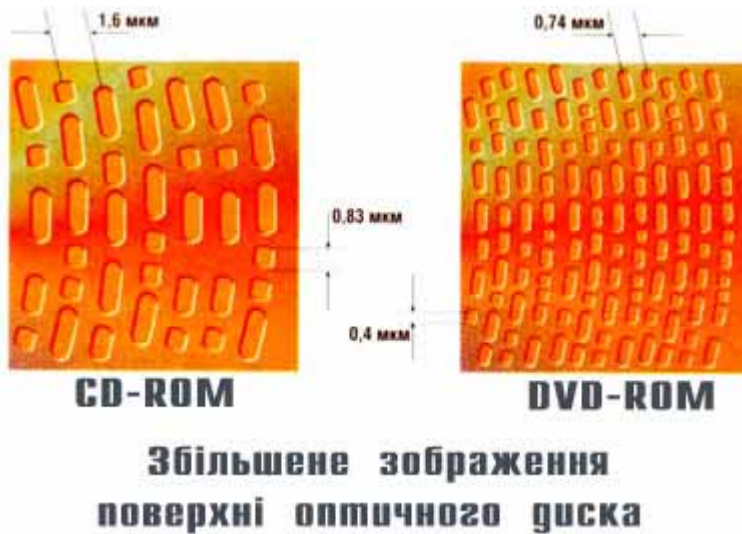 1.6 мкм
0,74 мкм
0,83 мкм
0,4 мкм
CD-ROM
DVD-ROM
Збільшене зображення
поверхні оптичного диска